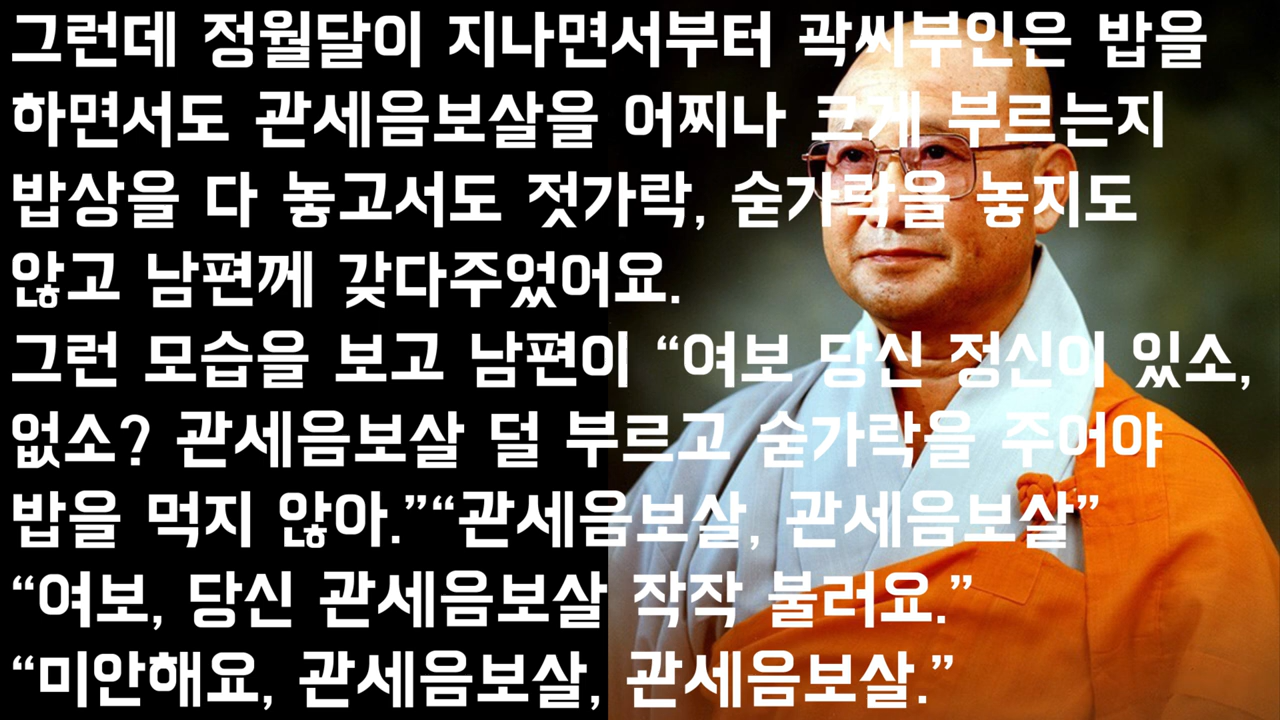 그런데 정월달이 지나면서부터 곽씨부인은 밥을
하면서도 관세음보살을 어찌나 크게 부르는지
밥상을 다 놓고서도 젓가락, 숟가락을 놓지도
않고 남편께 갖다주었어요.
그런 모습을 보고 남편이 “여보 당신 정신이 있소,
없소? 관세음보살 덜 부르고 숟가락을 주어야
밥을 먹지 않아.”“관세음보살, 관세음보살”
“여보, 당신 관세음보살 작작 불러요.”
“미안해요, 관세음보살, 관세음보살.”